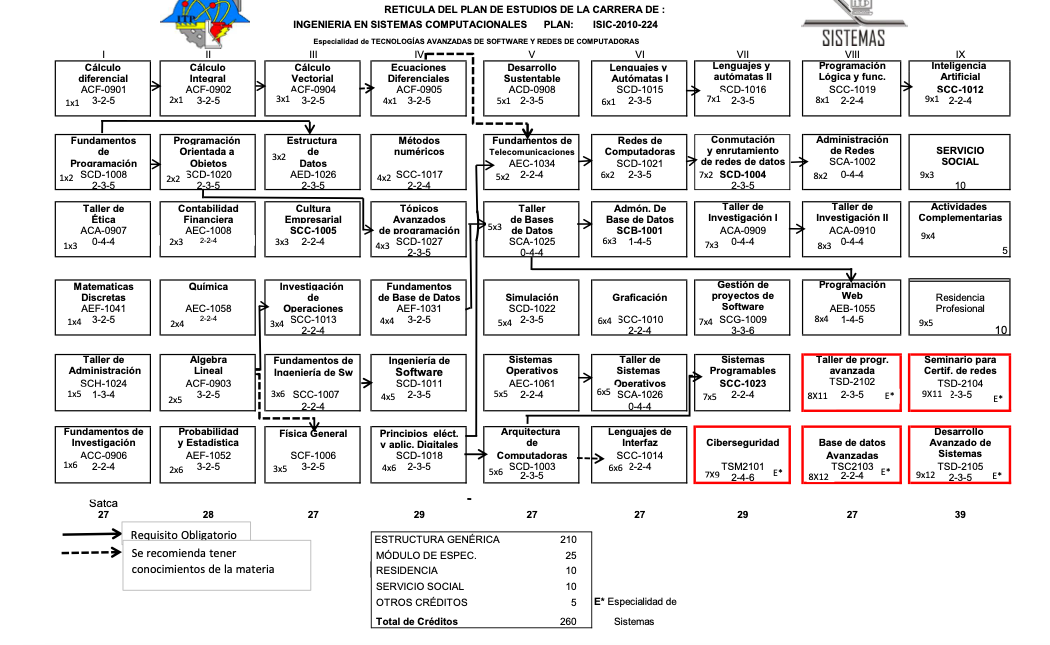 RETICULA DEL PLAN DE ESTUDIOS DE LA CARRERA DE :
INGENIERIA EN SISTEMAS COMPUTACIONALES PLAN: ISIC-2010-224
Especialidad de TECNOLOGÍAS AVANZADAS DE SOFTWARE Y REDES DE COMPUTADORAS
ITP
SISTEMAS
I II III IV V VI VII VIII IX
Cálculo
diferencial
ACF-0901
1x1 3-2-5
Cálculo
Integral
ACF-0902
2x1 3-2-5
Cálculo
Vectorial
ACF-0904
3x1 3-2-5
Ecuaciones
Diferenciales
ACF-0905
4x1 3-2-5
Desarrollo
Sustentable
ACD-0908
5x1 2-3-5
Lenguajes y
Autómatas I
SCD-1015
6x1 2-3-5
Lenguajes y
autómatas II
SCD-1016
7x1 2-3-5
Programación
Lógica y func.
SCC-1019
8x1 2-2-4
Inteligencia
Artificial
SCC-1012
9x1 2-2-4
Fundamentos
de
Programación
1x2 SCD-1008
2-3-5
Programación
Orientada a
Objetos
2x2 SCD-1020
2-3-5
Estructura
3x2 de
Datos
AED-1026
2-3-5
Métodos
numéricos
4x2 SCC-1017
2-2-4
Fundamentos de
Telecomunicaciones
AEC-1034
5x2 2-2-4
Redes de
Computadoras
SCD-1021
6x2 2-3-5
Conmutación
y enrutamiento
de redes de datos
7x2 SCD-1004
2-3-5
Administración
de Redes
SCA-1002
8x2 0-4-4
SERVICIO
SOCIAL
9x3
10
Taller de
Ética
ACA-0907
1x3 0-4-4
Contabilidad
Financiera
AEC-1008
2x3 2-2-4
Cultura
Empresarial
SCC-1005
3x3 2-2-4
Tópicos
Avanzados
de programación
4x3 SCD-1027
2-3-5
Taller
5x3 de Bases
de Datos
SCA-1025
0-4-4
Admón. De
Base de Datos
SCB-1001
6x3 1-4-5
Taller de
Investigación I
ACA-0909
7x3 0-4-4
Taller de
Investigación II
ACA-0910
8x3 0-4-4
Actividades
Complementarias
9x4
5
Matematicas
Discretas
AEF-1041
1x4 3-2-5
Química
AEC-1058
2x4 2-2-4
Investigación
de
Operaciones
3x4 SCC-1013
2-2-4
Fundamentos
de Base de Datos
AEF-1031
4x4 3-2-5
Simulación
SCD-1022
5x4 2-3-5
Graficación
6x4 SCC-1010
2-2-4
Gestión de
proyectos de
Software
7x4 SCG-1009
3-3-6
Programación
Web
AEB-1055
8x4 1-4-5
Residencia
Profesional
9x5
10
Taller de
Administración
SCH-1024
1x5 1-3-4
Algebra
Lineal
ACF-0903
2x5 3-2-5
Fundamentos de
Ingeniería de Sw
3x6 SCC-1007
2-2-4
Ingeniería de
Software
SCD-1011
4x5 2-3-5
Sistemas
Operativos
AEC-1061
5x5 2-2-4
Taller de
Sistemas
6x5 Operativos
SCA-1026
0-4-4
Sistemas
Programables
SCC-1023
7x5 2-2-4
Taller de progr.
avanzada
TSD-2102
8X11 2-3-5 E*
Seminario para
Certif. de redes
TSD-2104
9X11 2-3-5 E*
Fundamentos de
Investigación
ACC-0906
1x6 2-2-4
Probabilidad
y Estadística
AEF-1052
2x6 3-2-5
Física General
SCF-1006
3x5 3-2-5
Principios eléct.
y aplic. Digitales
SCD-1018
4x6 2-3-5
Arquitectura
de
Computadoras
5x6 SCD-1003
2-3-5
Lenguajes de
Interfaz
SCC-1014
6x6 2-2-4
Ciberseguridad
TSM2101
7X9 2-4-6 E*
Base de datos
Avanzadas
TSC2103
8X12 2-2-4 E*
Desarrollo
Avanzado de
Sistemas
TSD-2105
9x12 2-3-5 E*
Satca
27 28 27 29 27 27 29 27 39
Requisito Obligatorio
Se recomienda tener
conocimientos de la materia
ESTRUCTURA GENÉRICA 210
MÓDULO DE ESPEC. 25
RESIDENCIA 10
SERVICIO SOCIAL 10
OTROS CRÉDITOS 5
Total de Créditos 260
E* Especialidad de
Sistemas